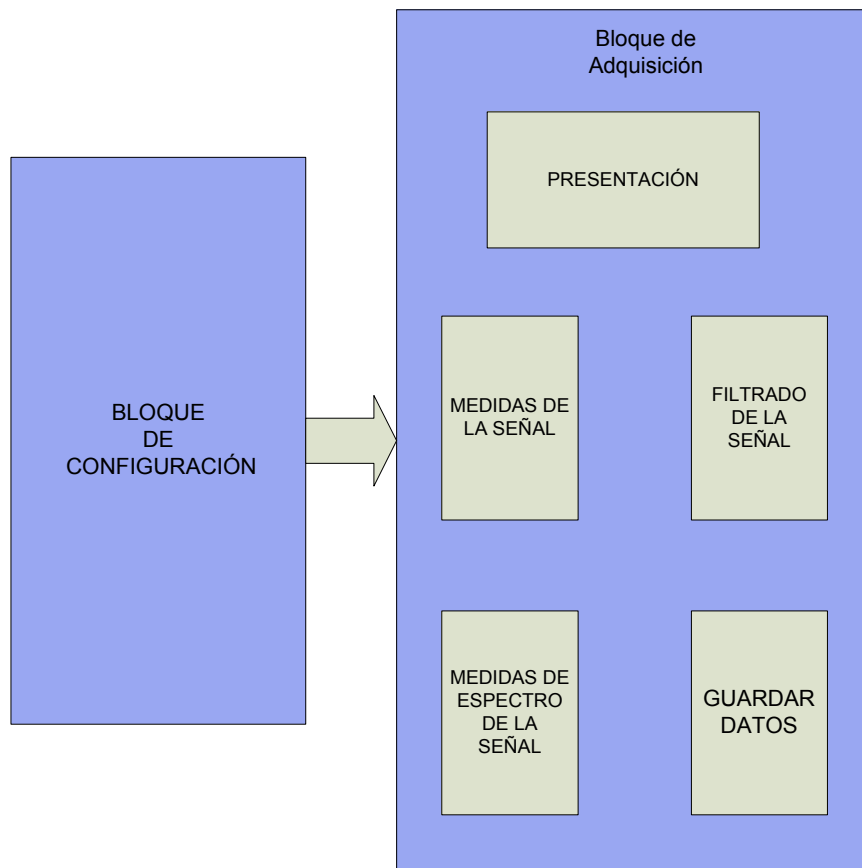 Bloque de
Adquisición
PRESENTACIÓN
BLOQUE
DE
CONFIGURACIÓN
MEDIDAS DE
LA SEÑAL
FILTRADO
DE LA
SEÑAL
MEDIDAS DE
ESPECTRO
DE LA
SEÑAL
GUARDAR
DATOS